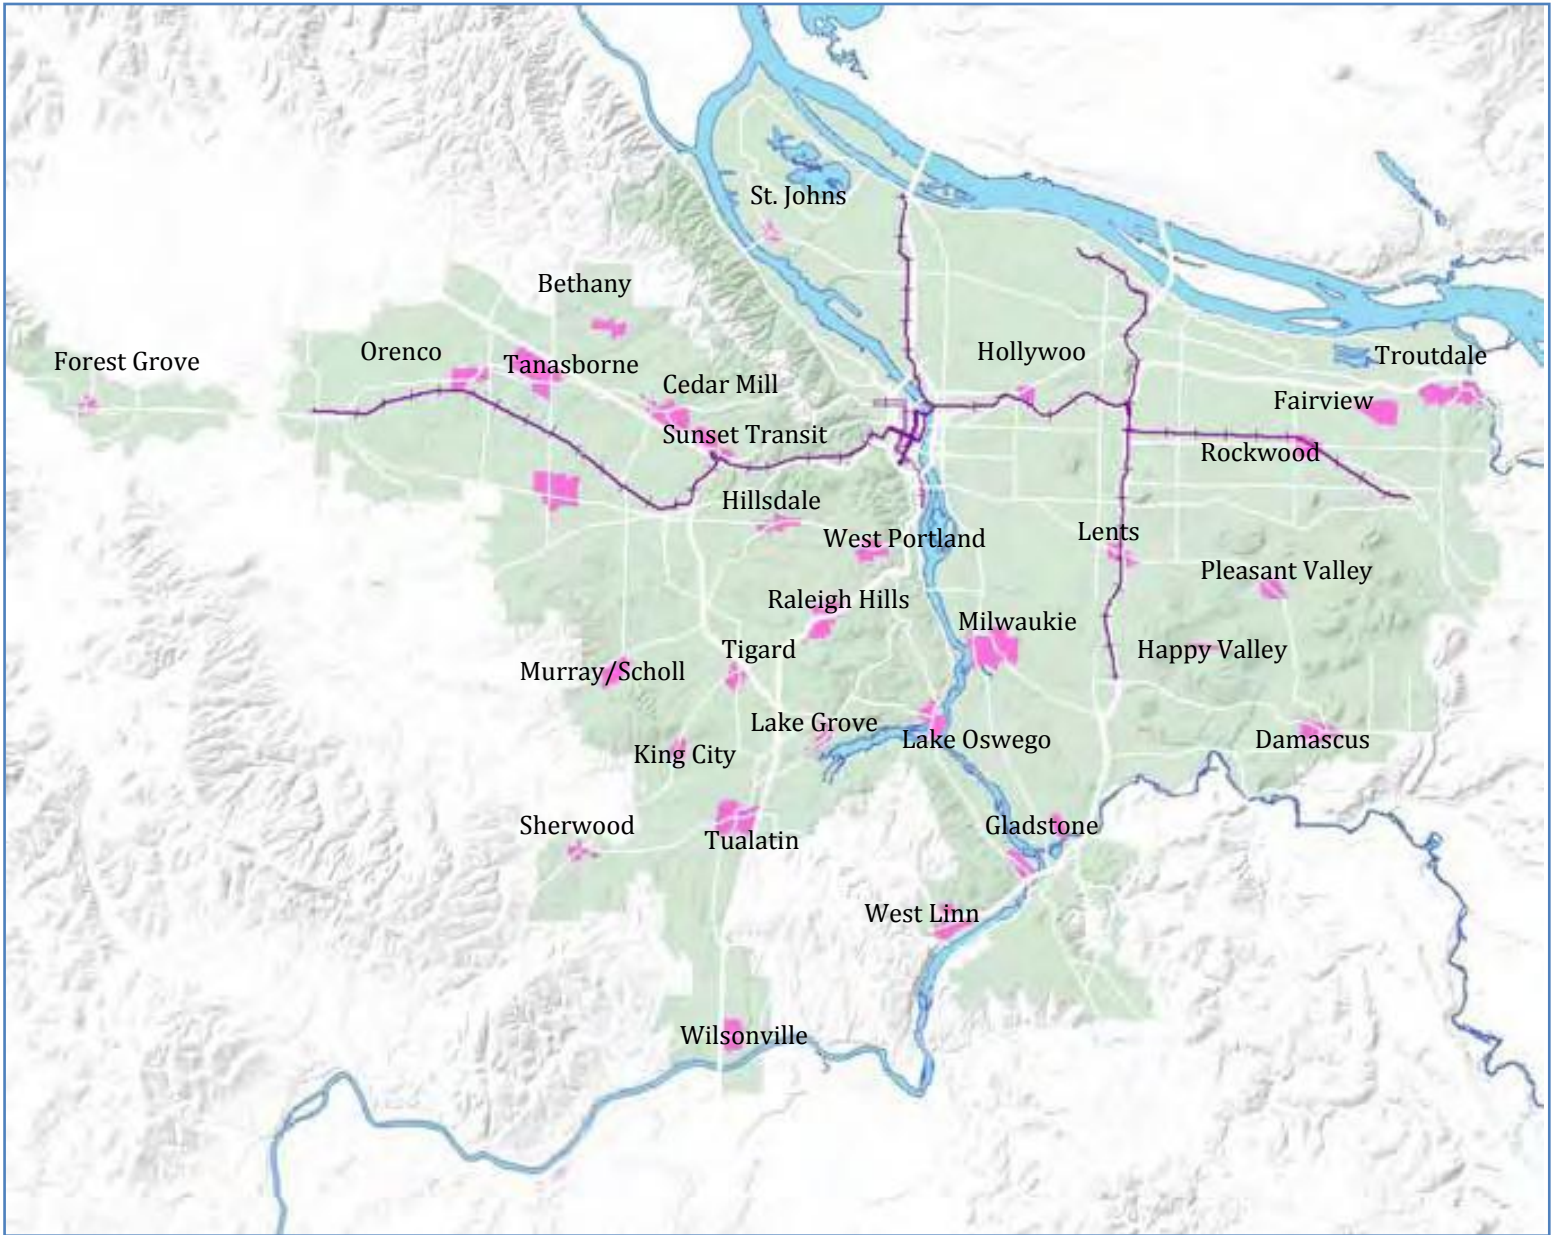 St. Johns
Bethany
Forest Grove
Orenco
Tanasborne
Hollywoo
Troutdale
Cedar Mill
Fairview
Sunset Transit
Rockwood
Hillsdale
West Portland
Lents
Pleasant Valley
Raleigh Hills
Milwaukie
Tigard
Happy Valley
Murray/Scholl
Lake Grove
Lake Oswego
Damascus
King City
Sherwood
Gladstone
Tualatin
West Linn
Wilsonville